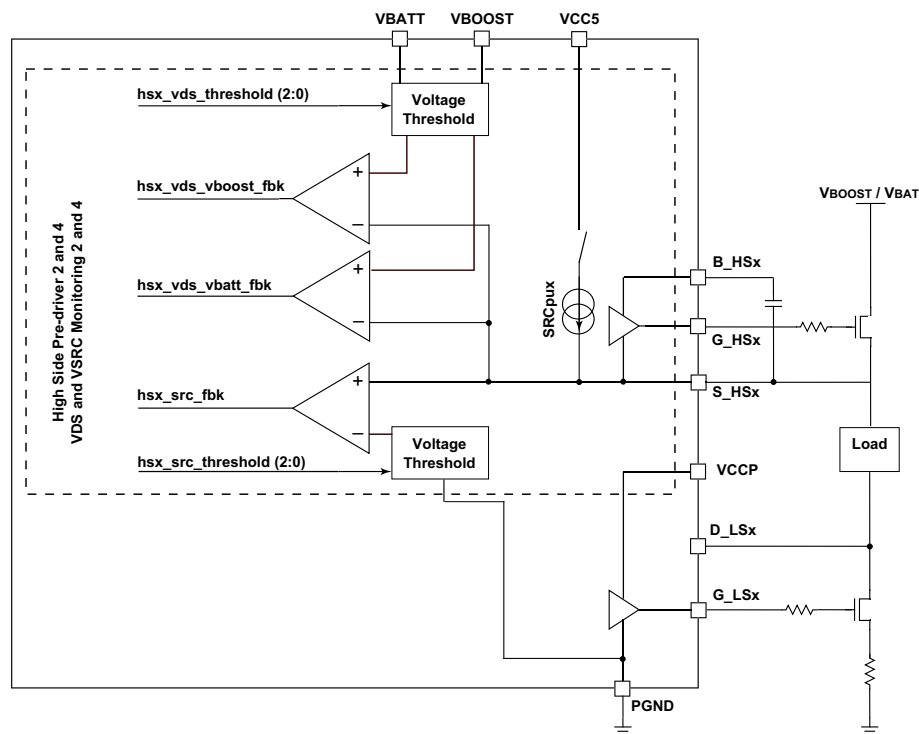 VBATT VBOOST VCC5
hsx_vds_threshold (2:0)
Voltage
Threshold
hsx_vds_vboost_fbk
+
−
hsx_vds_vbatt_fbk
+
−
High Side Pre-driver 2 and 4
VDS and VSRC Monitoring 2 and 4
SRCpux
hsx_src_fbk
+
−
hsx_src_threshold (2:0)
Voltage
Threshold
VBOOST / VBAT
B_HSx
G_HSx
S_HSx
Load
VCCP
D_LSx
G_LSx
PGND